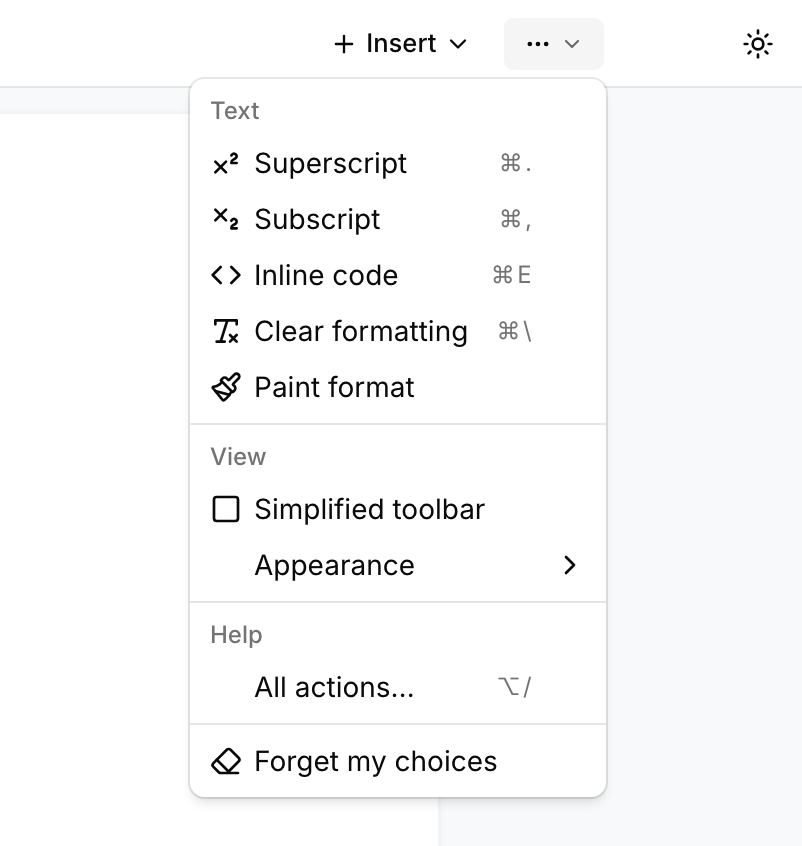 Insert
Text
Superscript ⌘.
Subscript ⌘,
Inline code ⌘E
Clear formatting ⌘\
Paint format
View
Simplified toolbar
Appearance
Help
All actions... ⌥/
Forget my choices